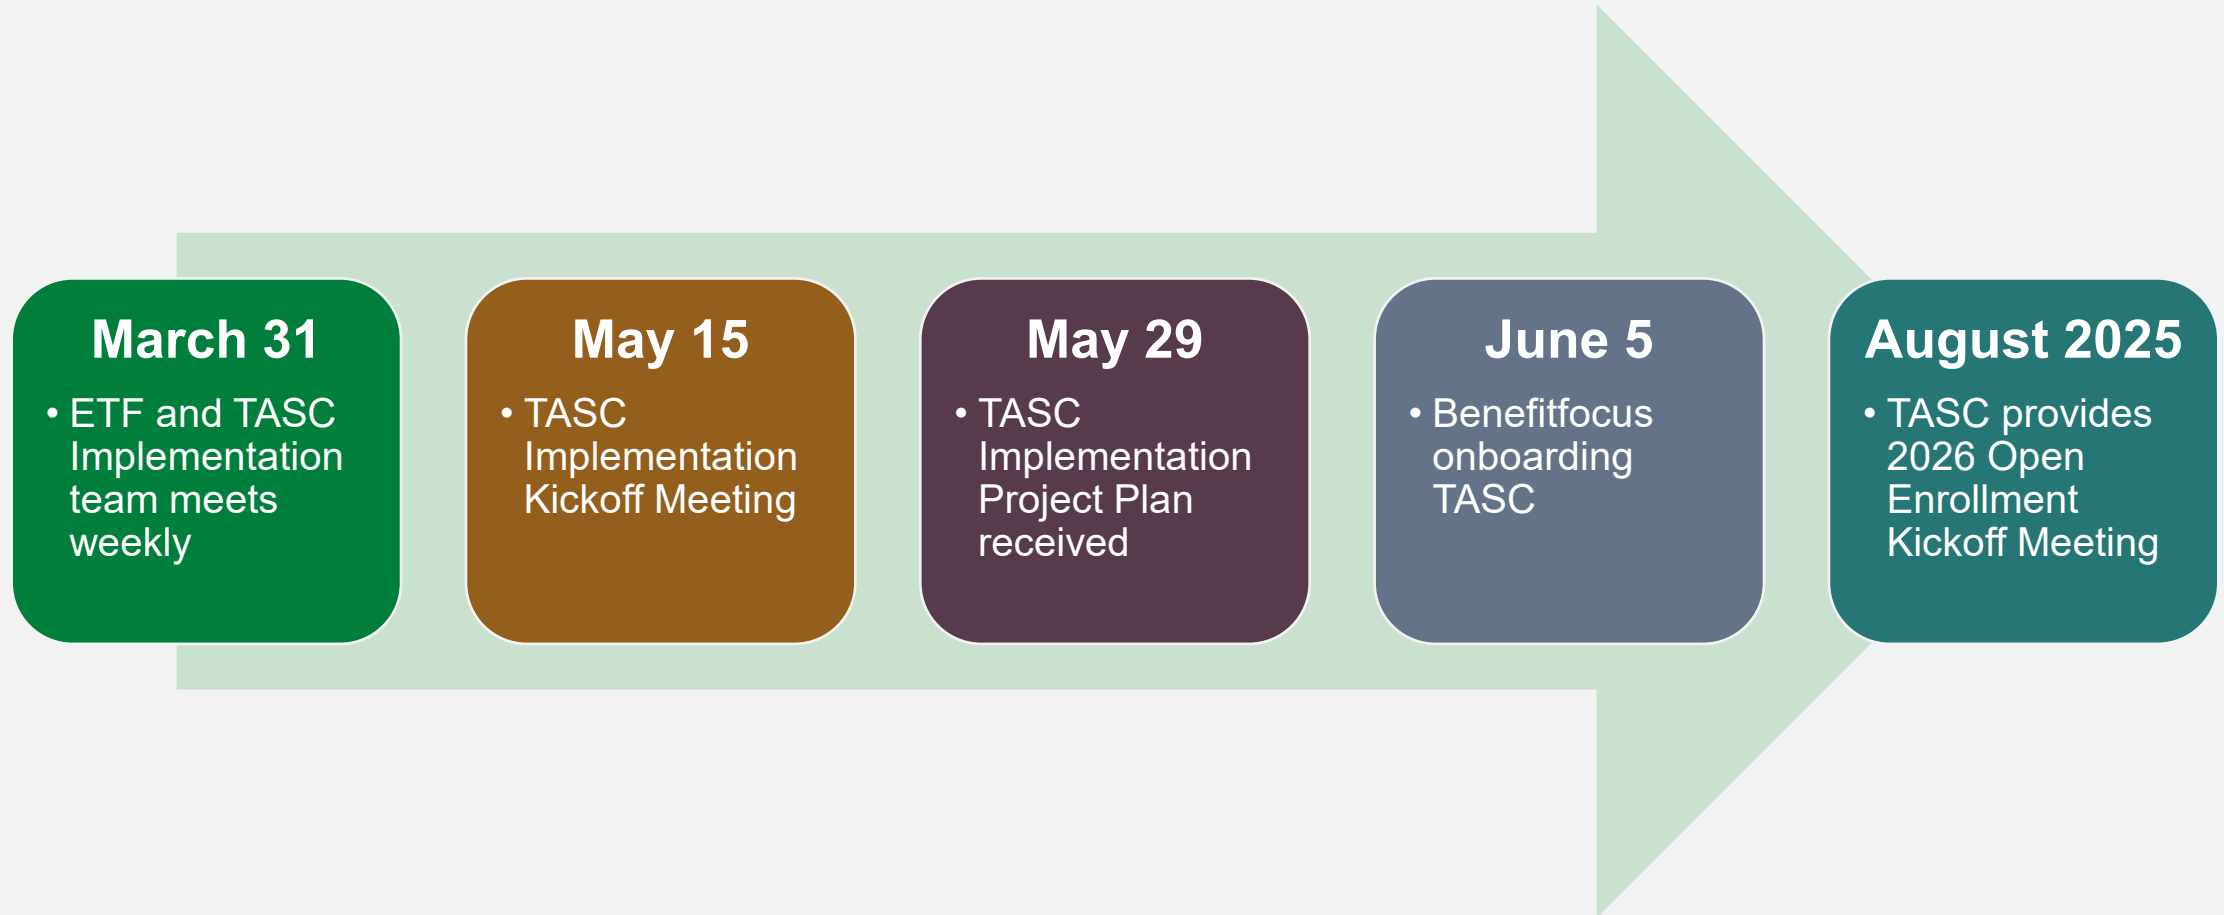 March 31
• ETF and TASC
Implementation
team meets
weekly
May 15
• TASC
Implementation
Kickoff Meeting
May 29
• TASC
Implementation
Project Plan
received
June 5
• Benefitfocus
onboarding
TASC
August 2025
• TASC provides
2026 Open
Enrollment
Kickoff Meeting